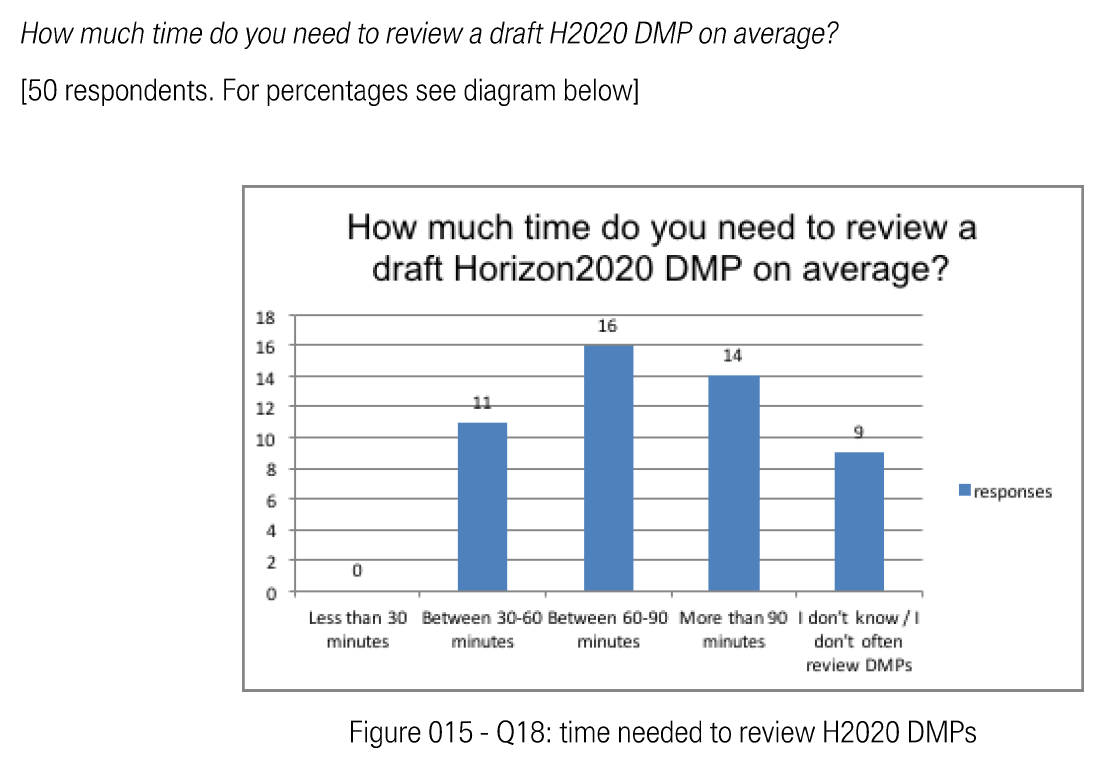 How much time do you need to review a draft H2020 DMP on average?
[50 respondents. For percentages see diagram below]
How much time do you need to review a
draft Horizon2020 DMP on average?
18
16
14
12
10
8
6
4
2
0
0
11
16
14
9
responses
Less than 30 Between 30-60 Between 60-90 More than 90 I don't know / I
minutes minutes minutes minutes don't often
review DMPs
Figure 015 - Q18: time needed to review H2020 DMPs